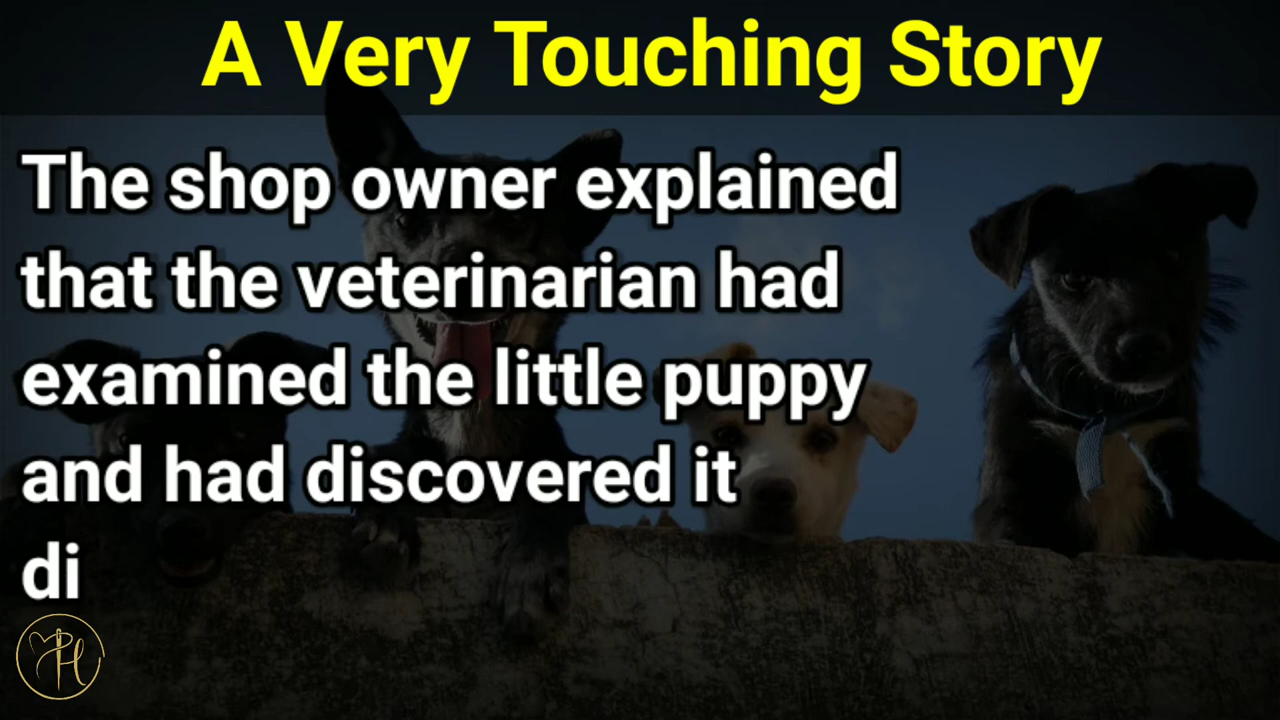 A Very Touching Story
The shop owner explained
that the veterinarian had
examined the little puppy
and had discovered it
di